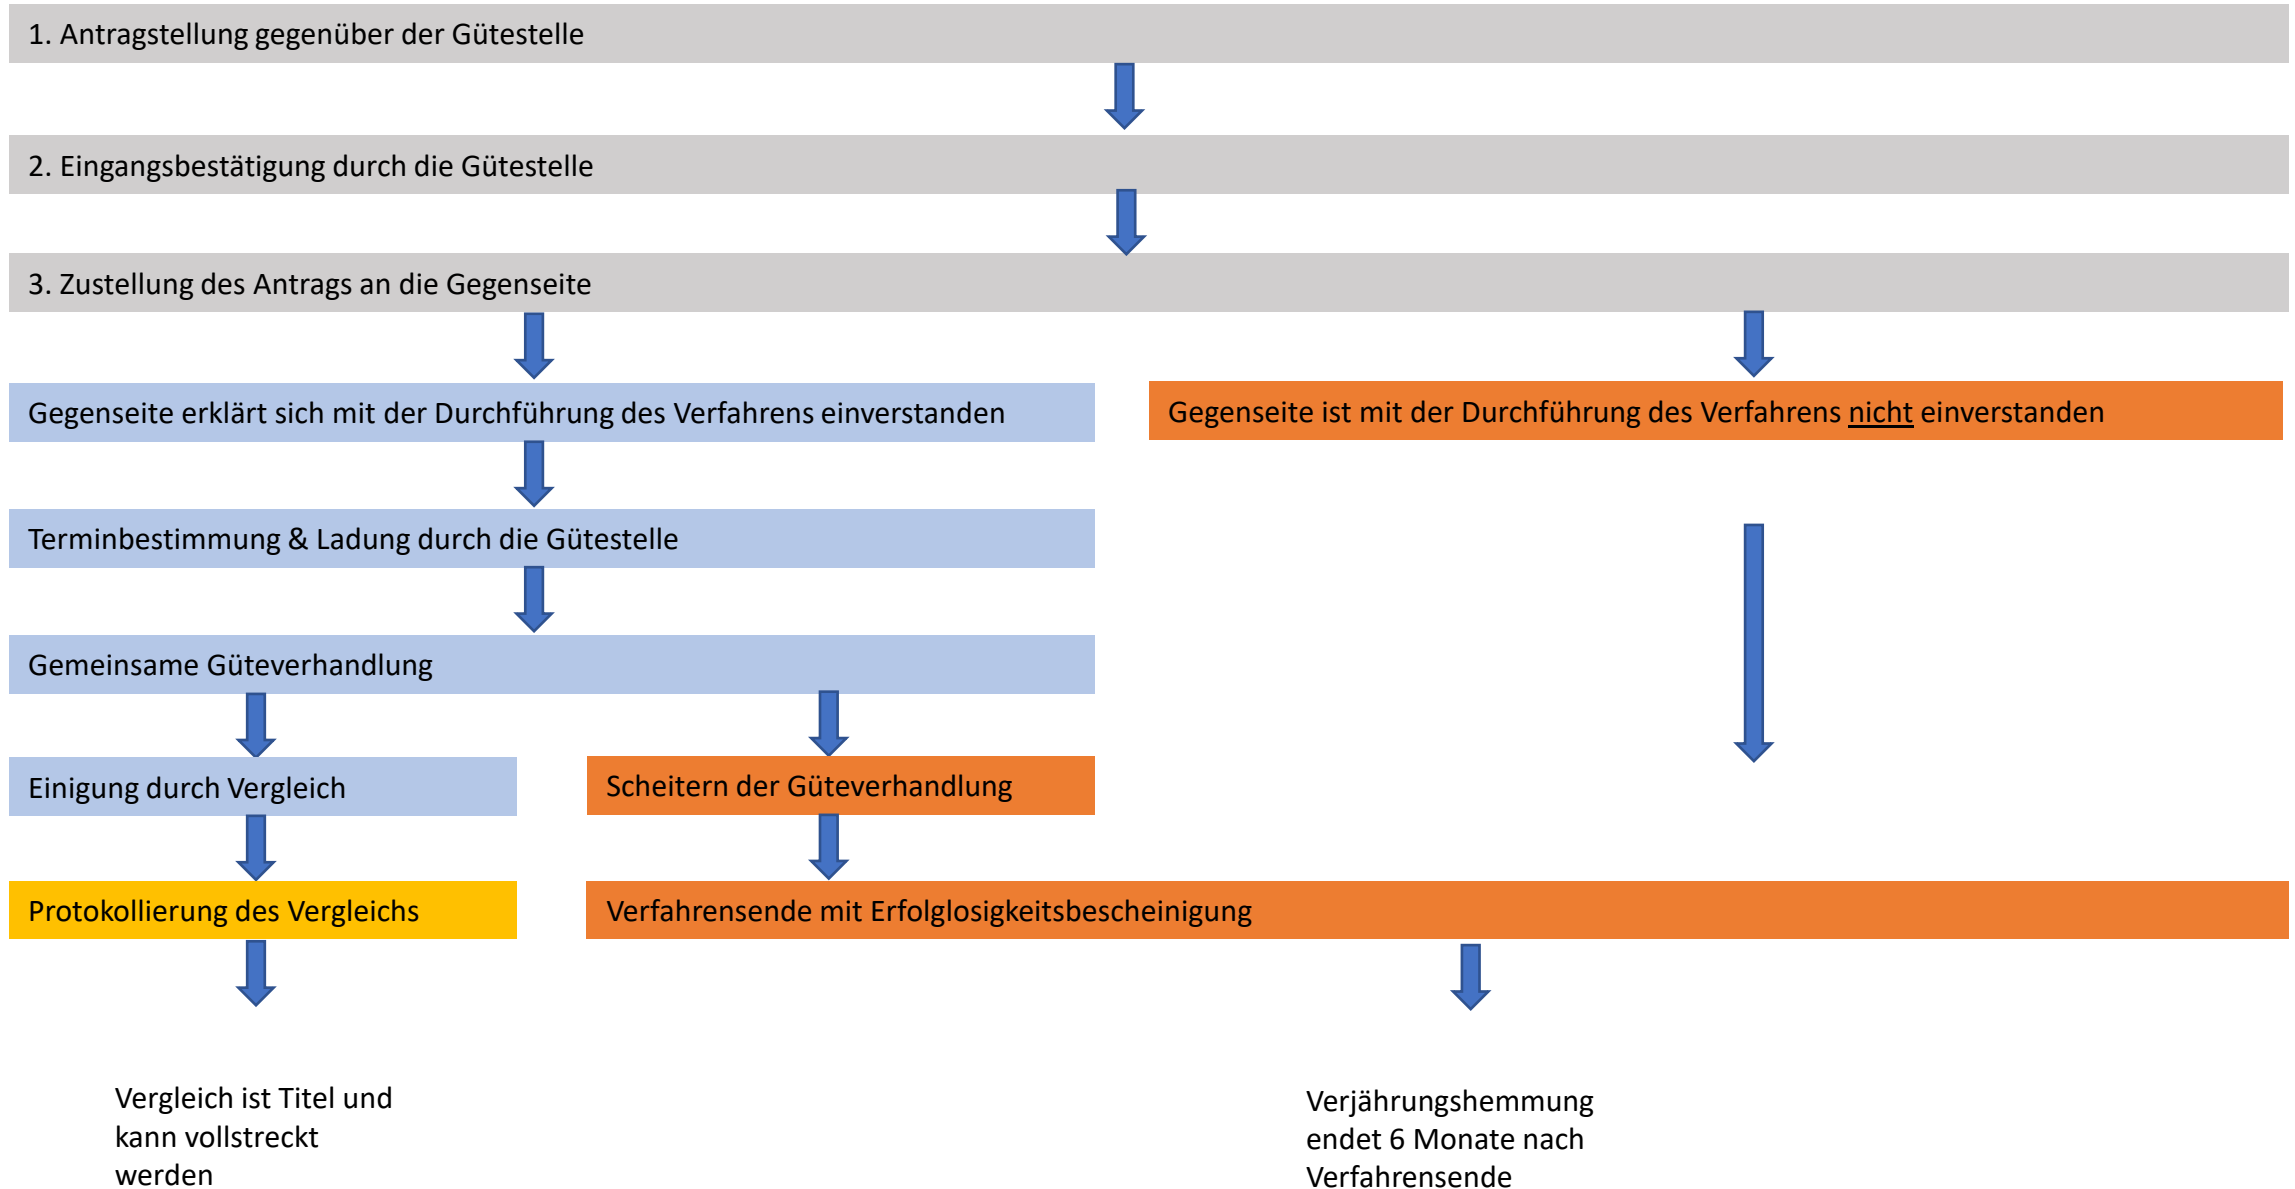 1. Antragstellung gegenüber der Gütestelle
2. Eingangsbestätigung durch die Gütestelle
3. Zustellung des Antrags an die Gegenseite
Gegenseite erklärt sich mit der Durchführung des Verfahrens einverstanden
Gegenseite ist mit der Durchführung des Verfahrens nicht einverstanden
Terminbestimmung & Ladung durch die Gütestelle
Gemeinsame Güteverhandlung
Einigung durch Vergleich
Scheitern der Güteverhandlung
Protokollierung des Vergleichs
Verfahrensende mit Erfolglosigkeitsbescheinigung
Vergleich ist Titel und
kann vollstreckt
werden
Verjährungshemmung
endet 6 Monate nach
Verfahrensende